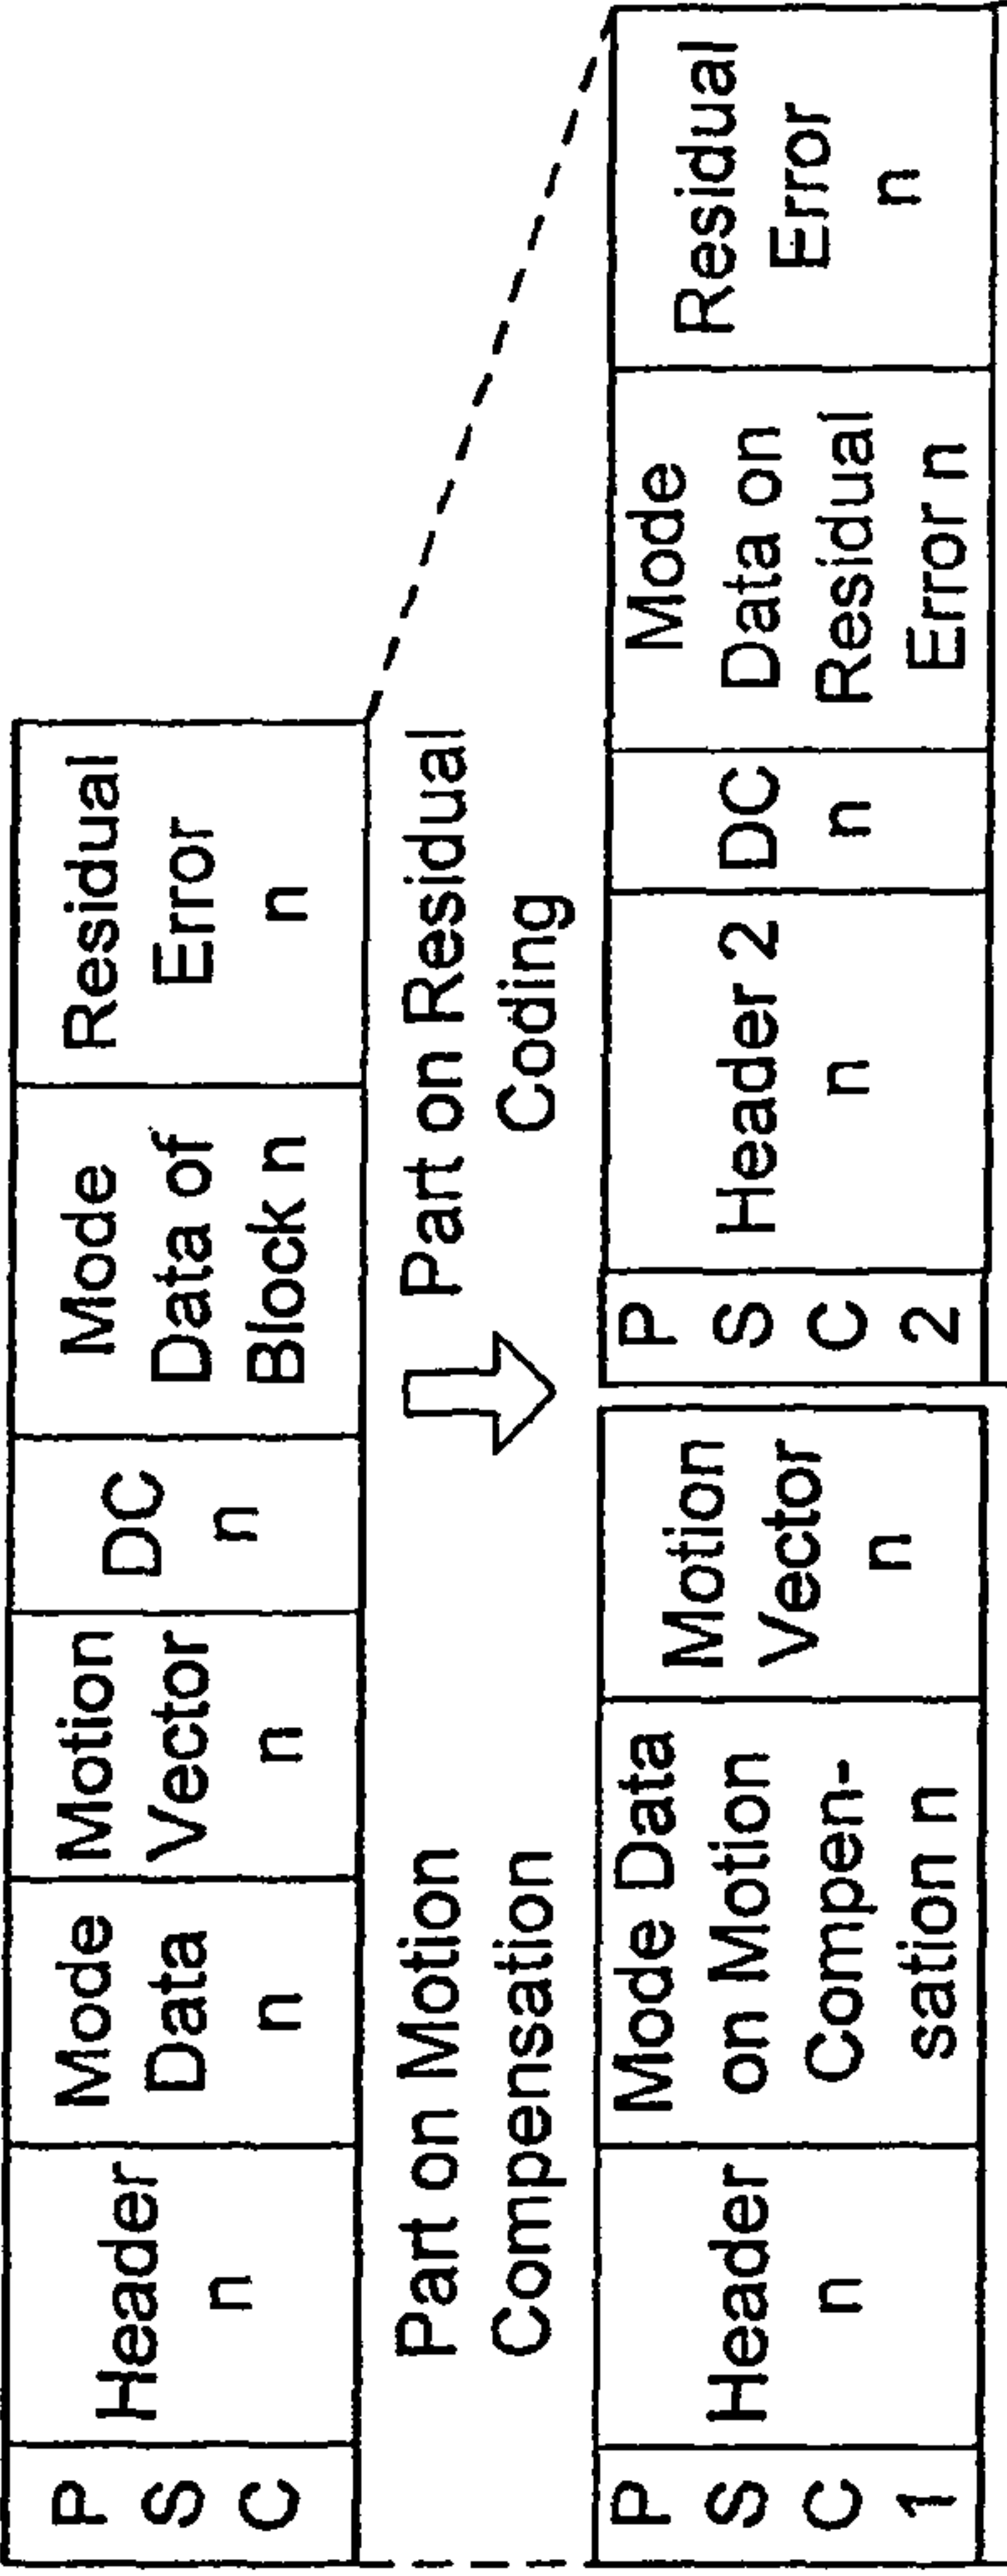 P
S
C
Header
n
Mode
Data
n
Motion
Vector
n
DC
n
Mode
Data of
Block n
Residual
Error
n
Part on Motion
Compensation
Part on Residual
Coding
P
S
C
1
Header
n
Mode Data
on Motion
Compen-
sation n
Motion
Vector
n
P
S
C
2
Header 2
n
DC
n
Mode
Data on
Residual
Error n
Residual
Error
n